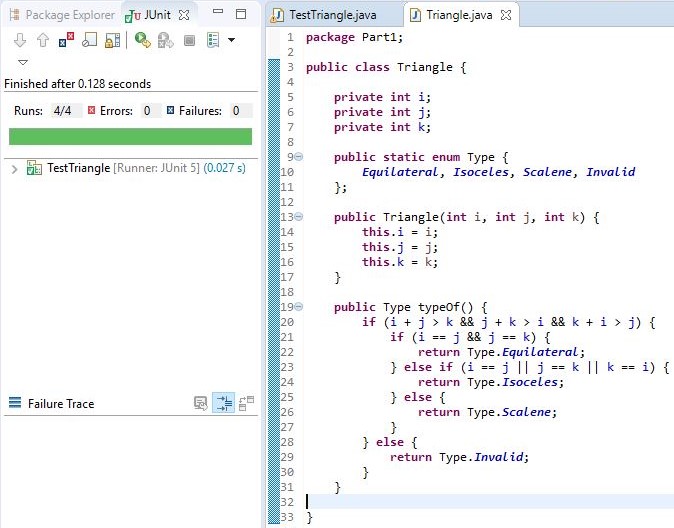 Package Explorer JUnit
Finished after 0.128 seconds
Runs: 4/4 Errors: 0 Failures: 0
TestTriangle [Runner: JUnit 5] (0.027 s)
Failure Trace
TestTriangle.java Triangle.java
1 package Part1;
2
3 public class Triangle {
4
5 private int i;
6 private int j;
7 private int k;
8
9 public static enum Type {
10 Equilateral, Isoceles, Scalene, Invalid
11 };
12
13 public Triangle(int i, int j, int k) {
14 this.i = i;
15 this.j = j;
16 this.k = k;
17 }
18
19 public Type typeOf() {
20 if (i + j > k && j + k > i && k + i > j) {
21 if (i == j && j == k) {
22 return Type.Equilateral;
23 } else if (i == j || j == k || k == i) {
24 return Type.Isoceles;
25 } else {
26 return Type.Scalene;
27 }
28 } else {
29 return Type.Invalid;
30 }
31 }
32
33 }